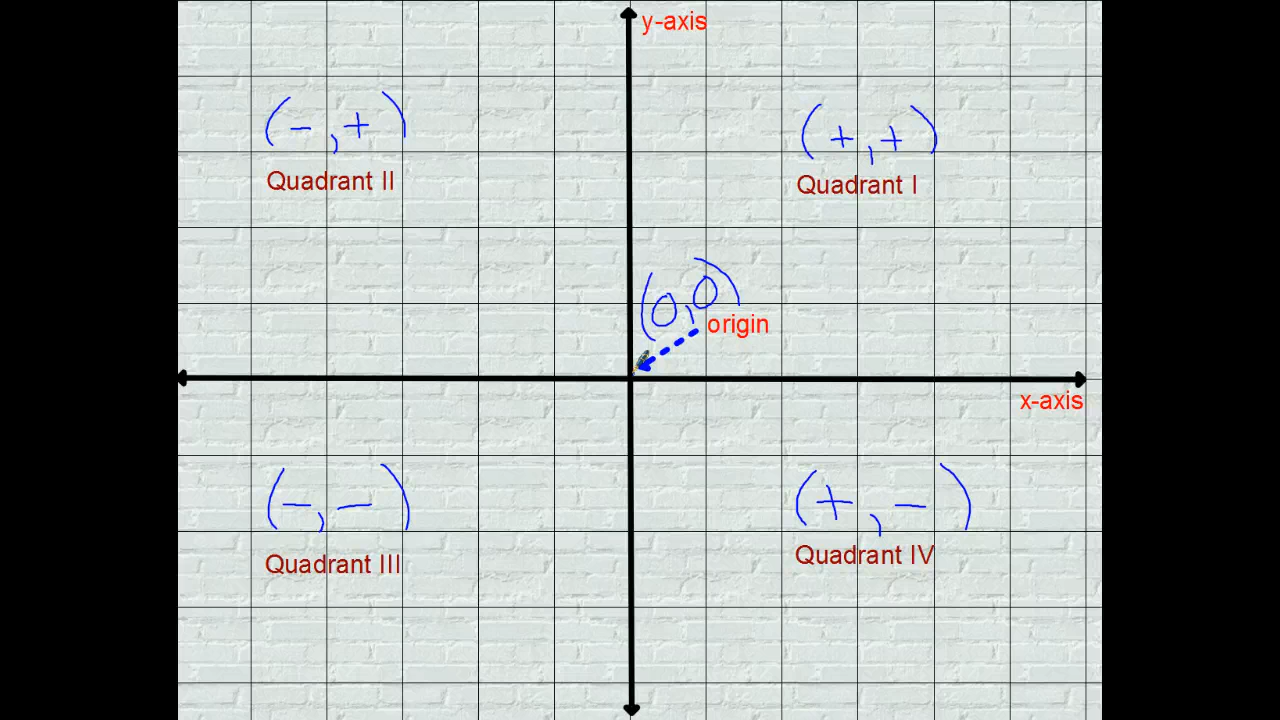 y-axis
(-,+)
(+,+)
Quadrant II
Quadrant I
(0,0)
origin
x-axis
(-,-)
(+,-)
Quadrant III
Quadrant IV